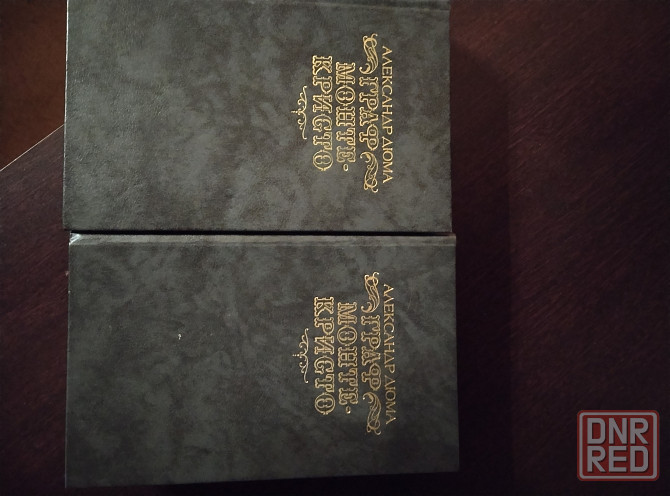 АЛЕКСАНДР ДЮМА
ГРАФ
МОНТЕ-
КРИСТО
АЛЕКСАНДР ДЮМА
ГРАФ
МОНТЕ-
КРИСТО
DNR
RED